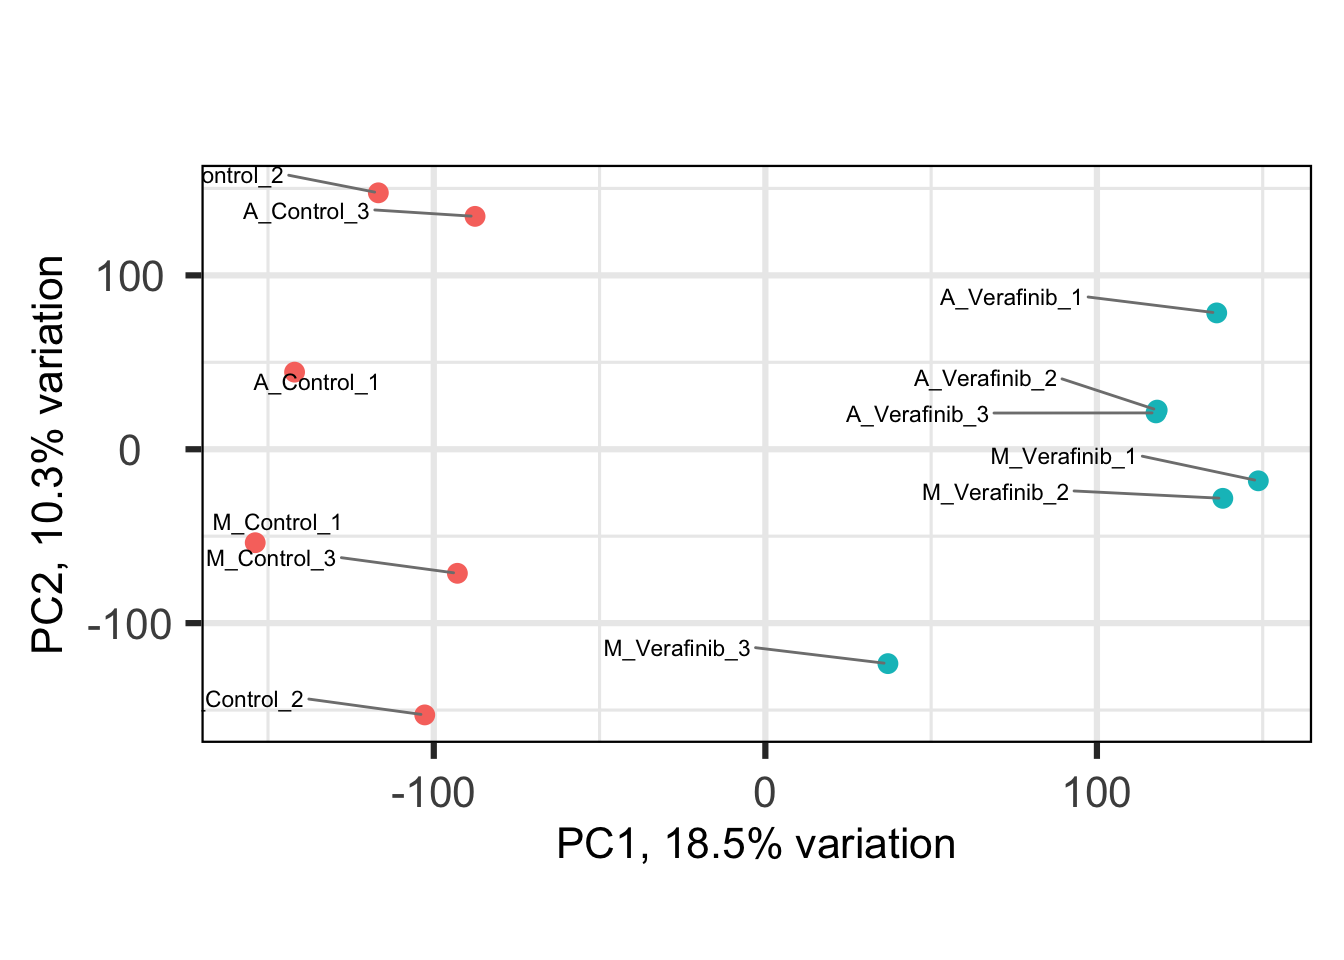 ontrol_2
A_Control_3
100
A_Verafinib_1
A_Control_1
A_Verafinib_2
A_Verafinib_3
0
M_Verafinib_1
M_Verafinib_2
M_Control_1
M_Control_3
-100
M_Verafinib_3
Control_2
PC2, 10.3% variation
-100
0
100
PC1, 18.5% variation